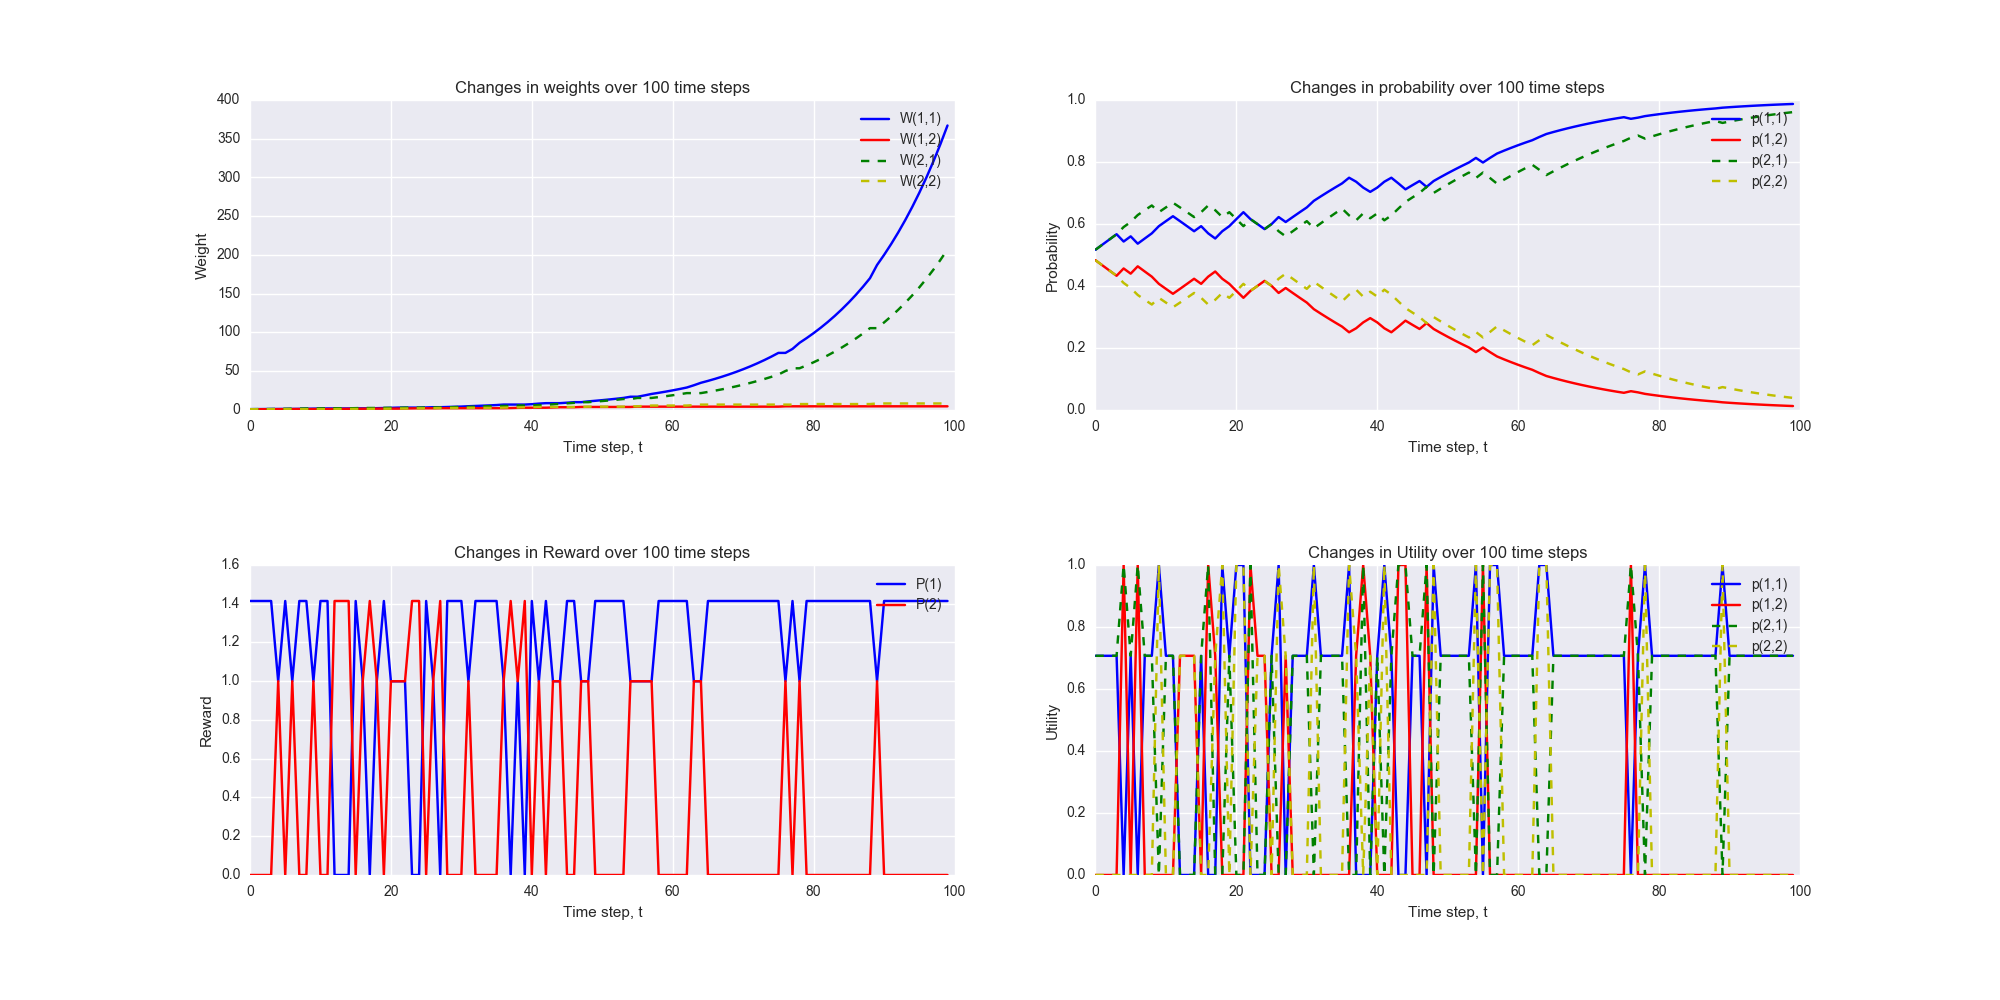 Changes in weights over 100 time steps
400
350
300
250
200
150
100
50
0
Weight
W(1,1)
W(1,2)
W(2,1)
W(2,2)
0 20 40 60 80 100
Time step, t
Changes in probability over 100 time steps
1.0
0.8
0.6
0.4
0.2
0.0
Probability
p(1,1)
p(1,2)
p(2,1)
p(2,2)
0 20 40 60 80 100
Time step, t
Changes in Reward over 100 time steps
1.6
1.4
1.2
1.0
0.8
0.6
0.4
0.2
0.0
Reward
P(1)
P(2)
0 20 40 60 80 100
Time step, t
Changes in Utility over 100 time steps
1.0
0.8
0.6
0.4
0.2
0.0
Utility
p(1,1)
p(1,2)
p(2,1)
p(2,2)
0 20 40 60 80 100
Time step, t